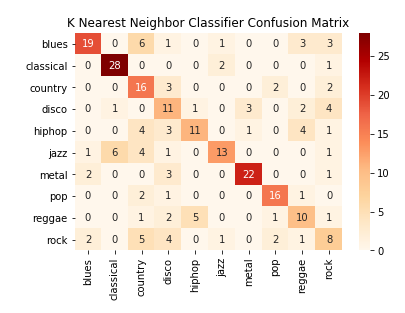 K Nearest Neighbor Classifier Confusion Matrix
blues 19 0 6 1 0 1 0 0 3 3
classical 0 28 0 0 0 2 0 0 0 1
country 0 0 16 3 0 0 0 2 0 2
disco 0 1 0 11 1 0 3 0 2 4
hiphop 0 0 4 3 11 0 1 0 4 1
jazz 1 6 4 1 0 13 0 0 0 1
metal 2 0 0 3 0 0 22 0 0 1
pop 0 0 2 1 0 0 0 16 1 0
reggae 0 0 1 2 5 0 0 1 10 1
rock 2 0 5 4 0 1 0 2 1 8
blues classical country disco hiphop jazz metal pop reggae rock
25
20
15
10
5
0